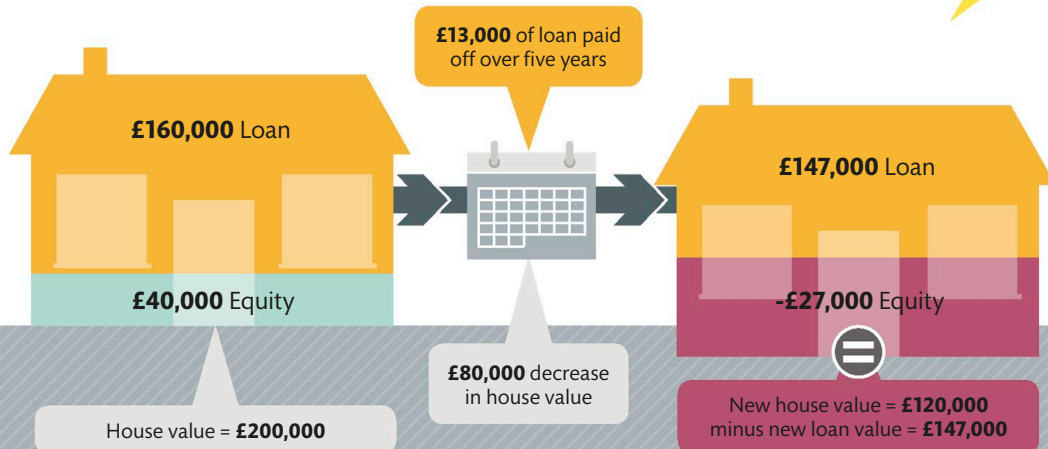 £13,000 of loan paid
off over five years
£160,000 Loan
£40,000 Equity
House value = £200,000
£80,000 decrease
in house value
£147,000 Loan
-£27,000 Equity
=
New house value = £120,000
minus new loan value = £147,000